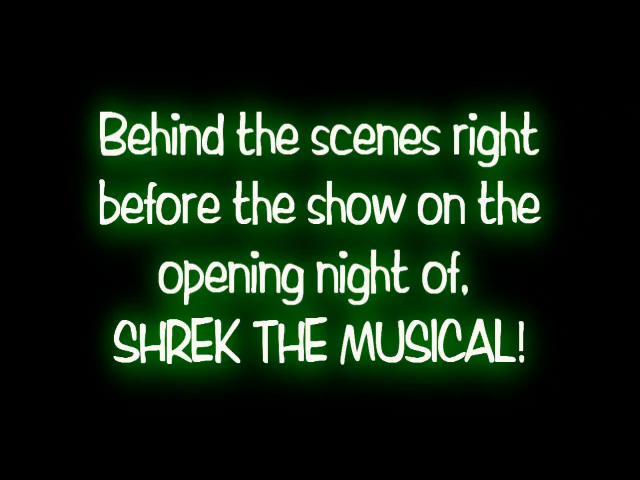 Behind the scenes right
before the show on the
opening night of,
SHREK THE MUSICAL!